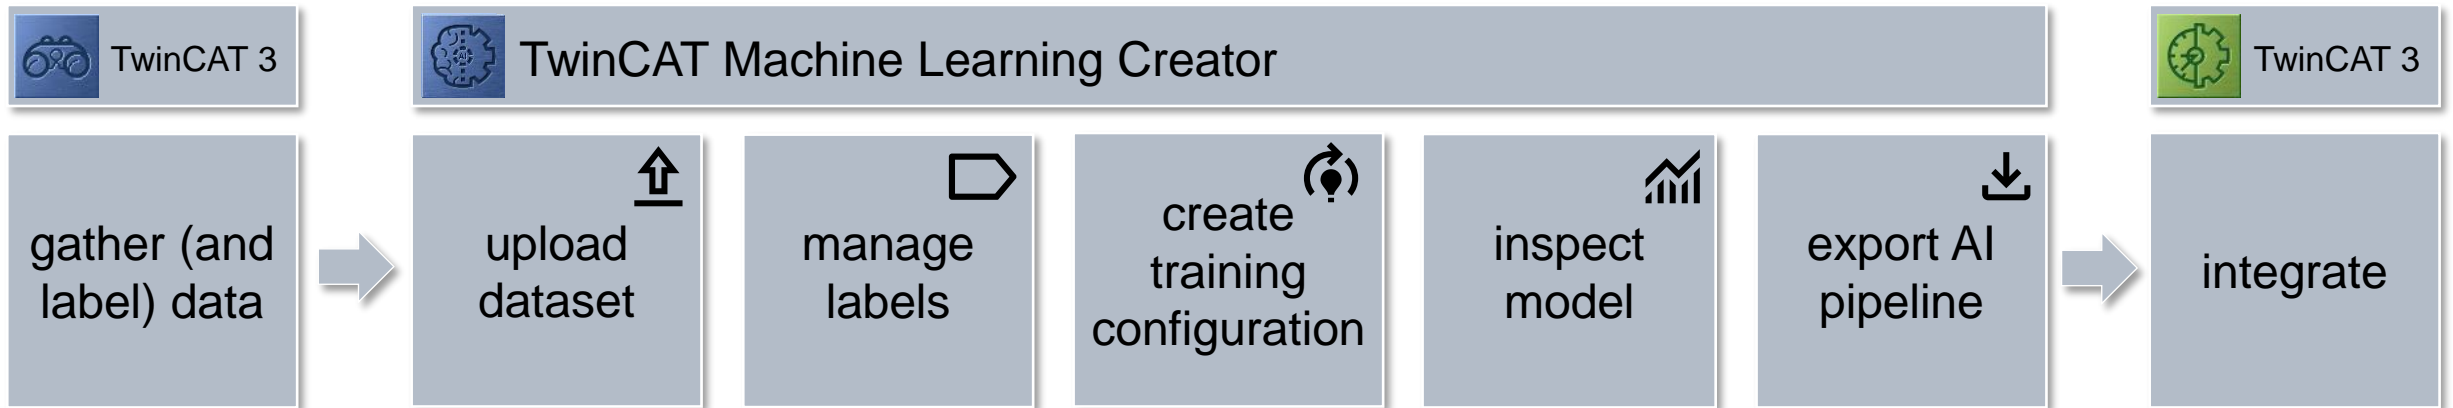 TwinCAT 3
TwinCAT Machine Learning Creator
TwinCAT 3
gather (and
label) data
upload
dataset
manage
labels
create
training
configuration
inspect
model
export AI
pipeline
integrate